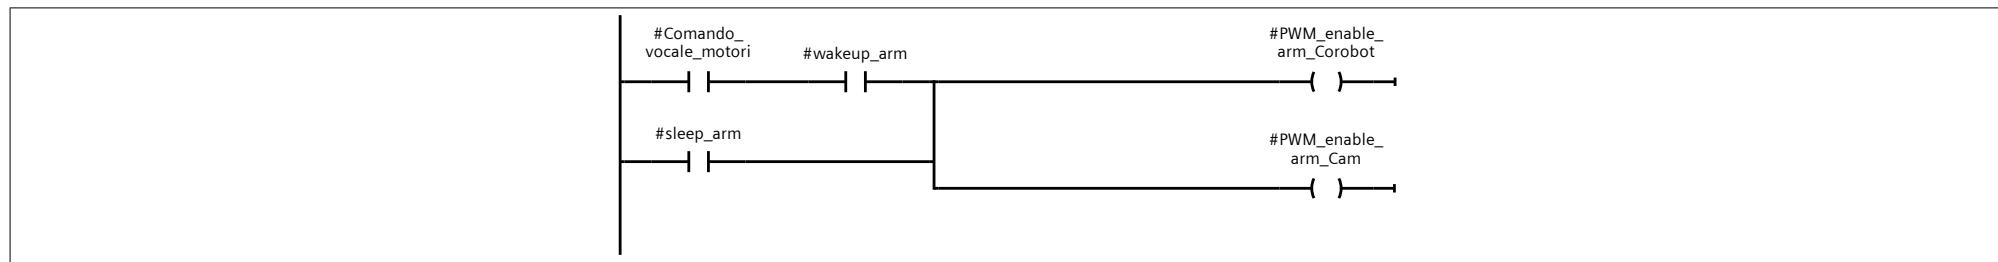 #Comando_
vocale_motori
#wakeup_arm
#PWM_enable_
arm_Corobot
#sleep_arm
#PWM_enable_
arm_Cam